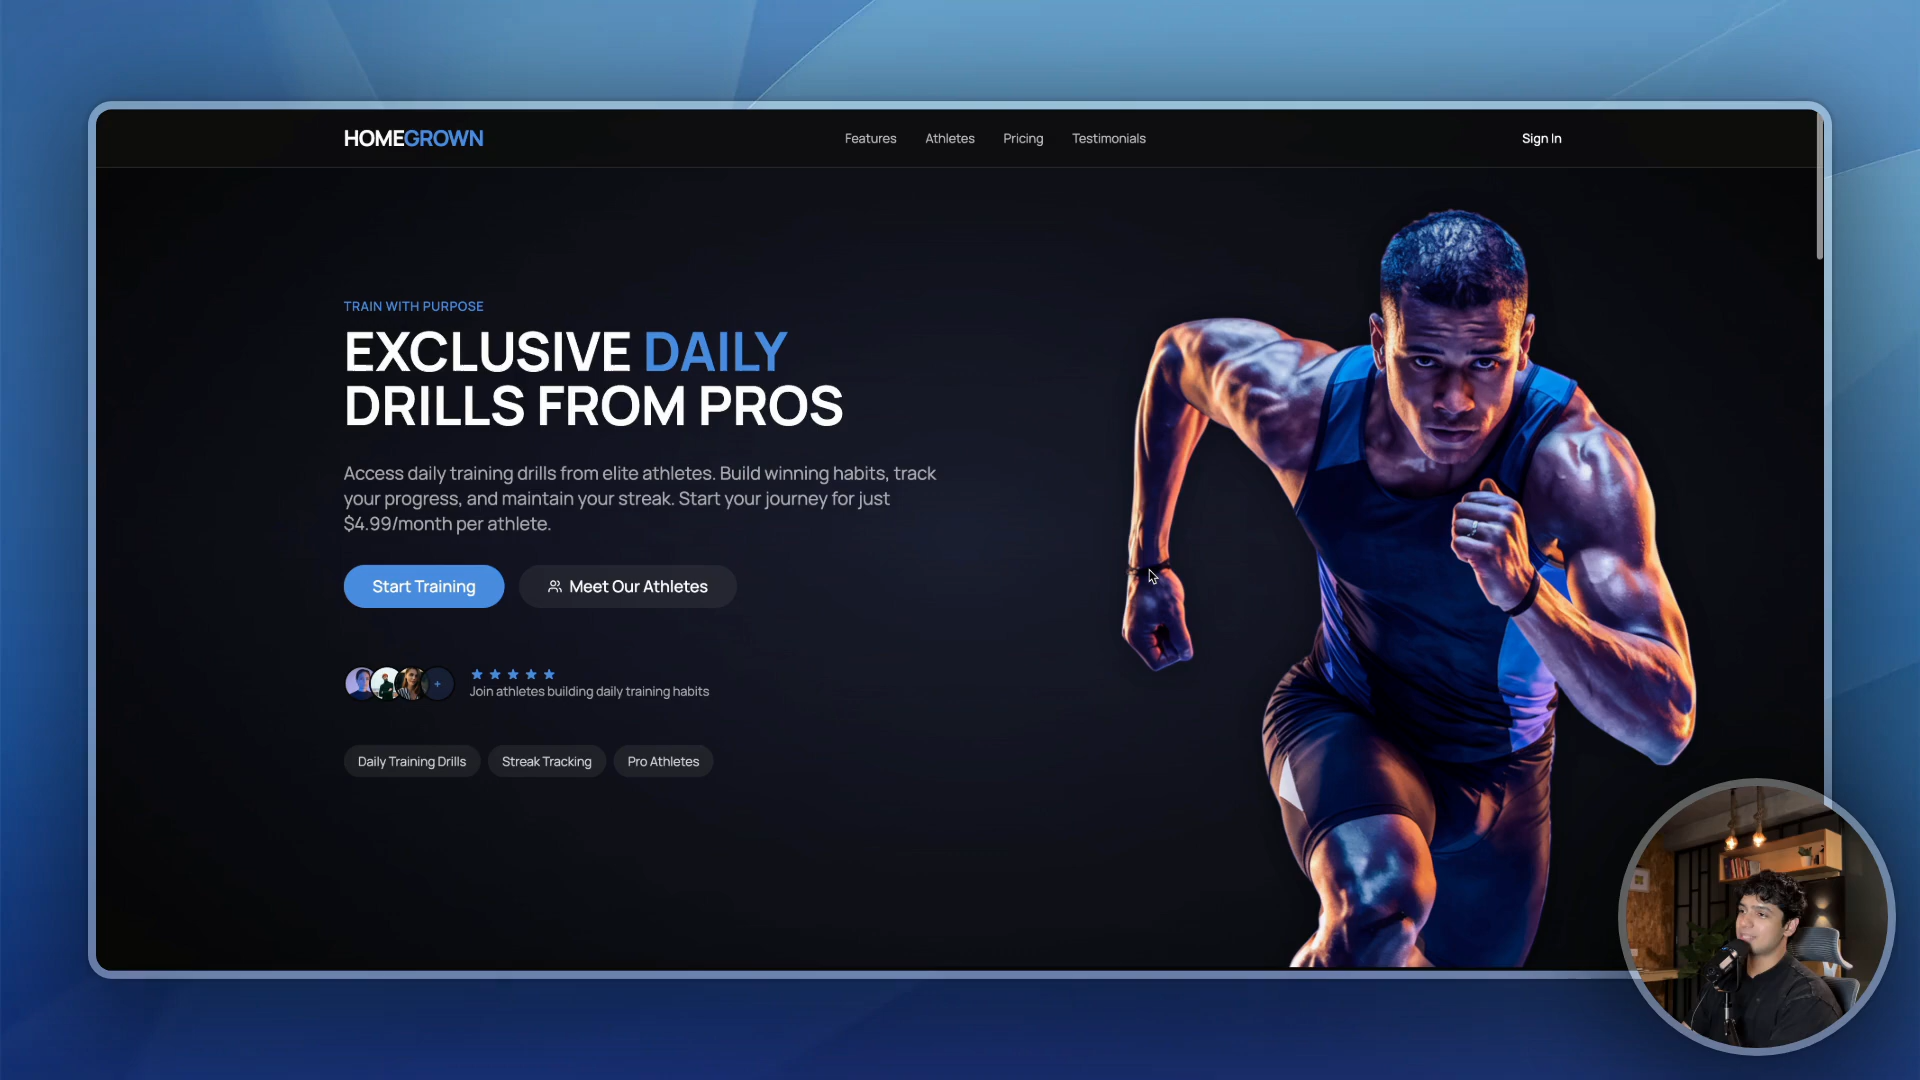 HOMEGROWN
Features
Athletes
Pricing
Testimonials
Sign In
TRAIN WITH PURPOSE
EXCLUSIVE DAILY
DRILLS FROM PROS
Access daily training drills from elite athletes. Build winning habits, track
your progress, and maintain your streak. Start your journey for just
$4.99/month per athlete.
Start Training
Meet Our Athletes
+
Join athletes building daily training habits
Daily Training Drills
Streak Tracking
Pro Athletes